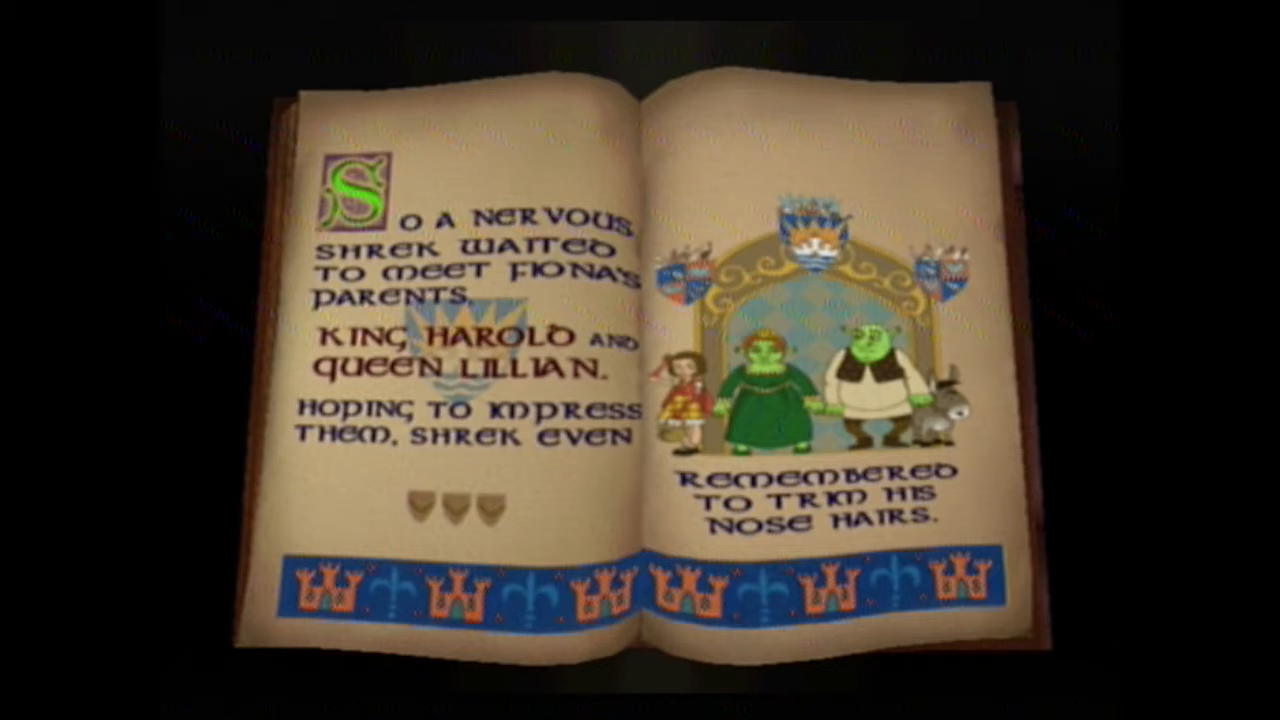 SO A NERVOUS
SHREK WAITED
TO MEET FIONA'S
PARENTS.
KING HAROLD AND
QUEEN LILLIAN.
HOPING TO IMPRESS
THEM, SHREK EVEN
REMEMBERED
TO TRIM HIS
NOSE HAIRS.